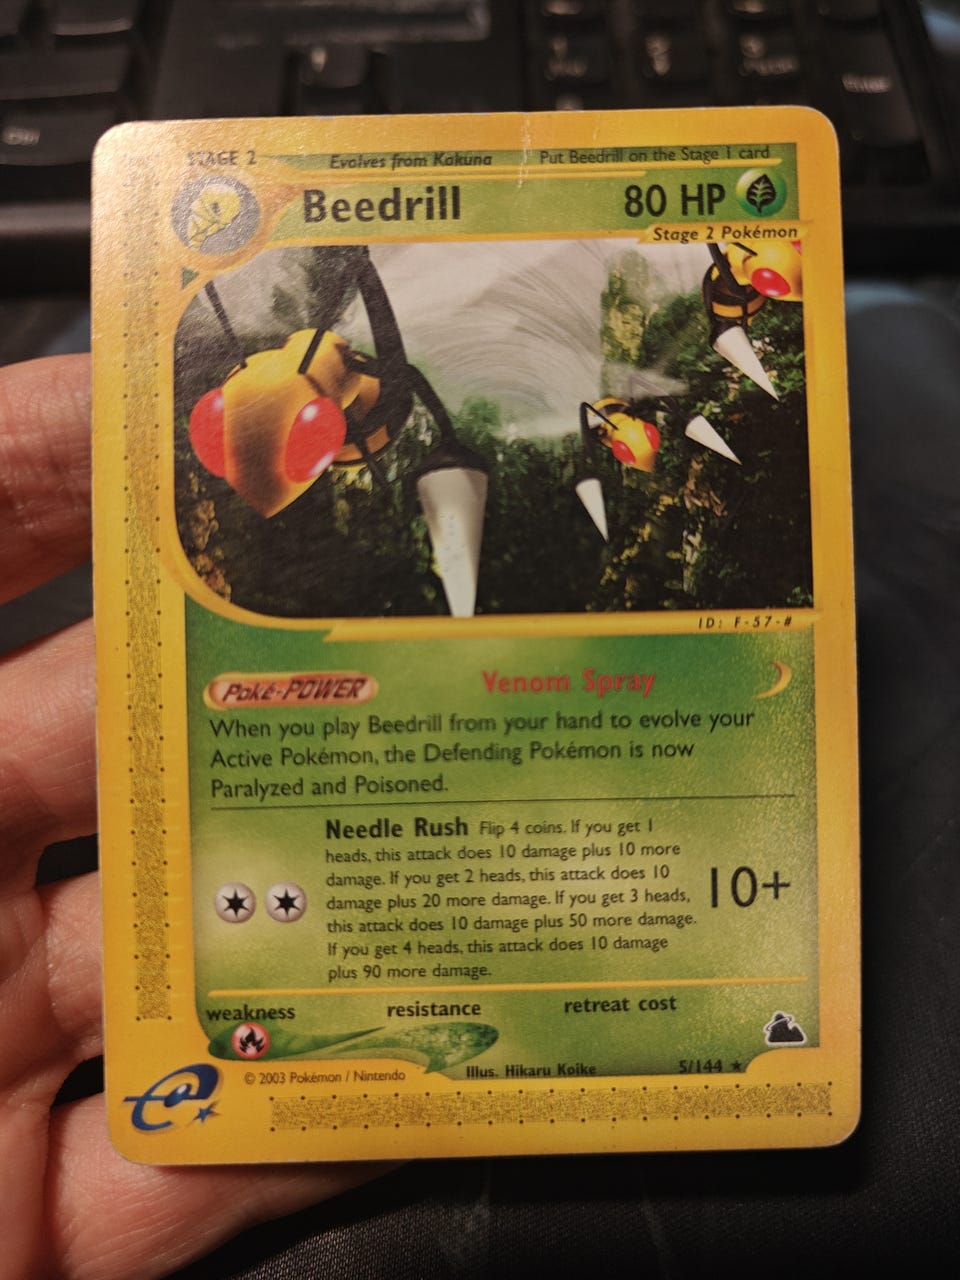 STAGE 2 Evolves from Kakuna Put Beedrill on the Stage 1 card
Beedrill 80 HP
Stage 2 Pokémon
ID: F-57-#
Poké-POWER Venom Spray
When you play Beedrill from your hand to evolve your
Active Pokémon, the Defending Pokémon is now
Paralyzed and Poisoned.
Needle Rush Flip 4 coins. If you get 1
heads, this attack does 10 damage plus 10 more
damage. If you get 2 heads, this attack does 10
damage plus 20 more damage. If you get 3 heads,
this attack does 10 damage plus 50 more damage.
If you get 4 heads, this attack does 10 damage
plus 90 more damage.
10+
weakness resistance retreat cost
© 2003 Pokémon / Nintendo Illus. Hikaru Koike 5/144 ★
e